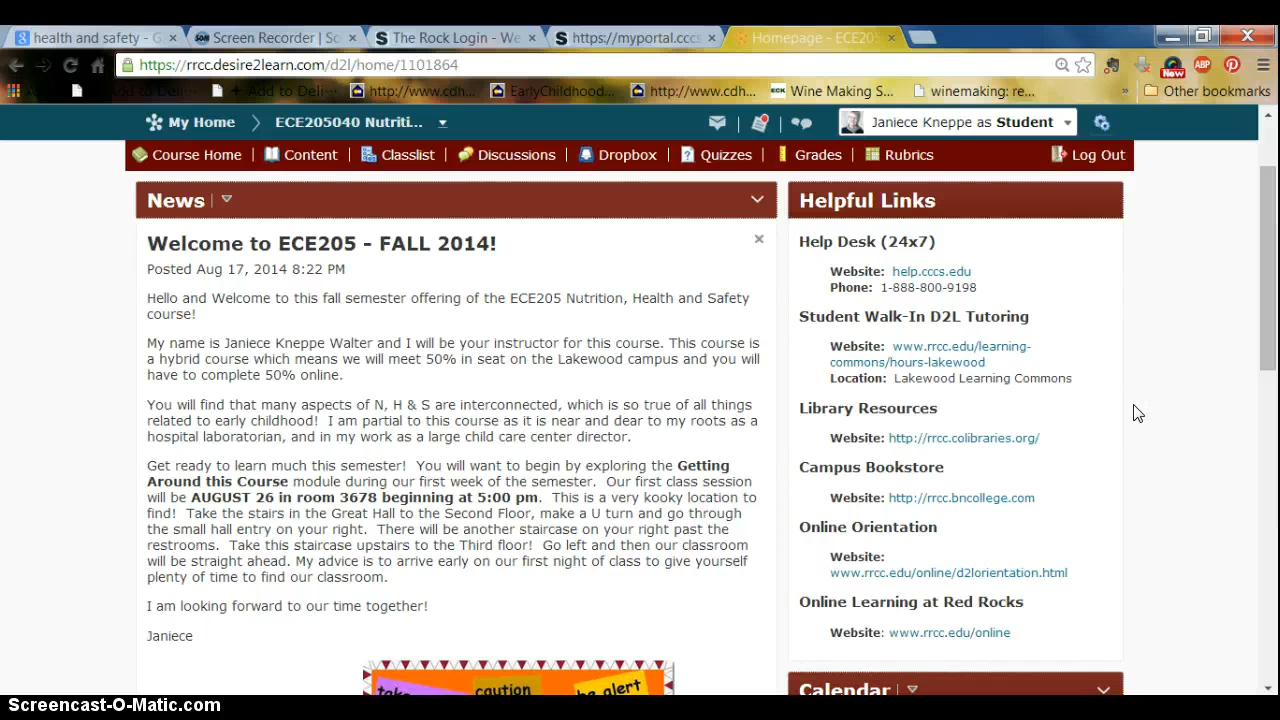 health and safety - G
Screen Recorder | So
The Rock Login - We
https://myportal.cccs
Homepage - ECE205
https://rrcc.desire2learn.com/d2l/home/1101864
New
ABP
Add to Deli
http://www.cdh...
EarlyChildhood...
http://www.cdh...
ECK Wine Making S...
winemaking: re...
» Other bookmarks
My Home
ECE205040 Nutriti...
Janiece Kneppe as Student
Course Home | Content | Classlist | Discussions | Dropbox | Quizzes | Grades | Rubrics
Log Out
News
Welcome to ECE205 - FALL 2014!
Posted Aug 17, 2014 8:22 PM
Hello and Welcome to this fall semester offering of the ECE205 Nutrition, Health and Safety
course!
My name is Janiece Kneppe Walter and I will be your instructor for this course. This course is
a hybrid course which means we will meet 50% in seat on the Lakewood campus and you will
have to complete 50% online.
You will find that many aspects of N, H & S are interconnected, which is so true of all things
related to early childhood! I am partial to this course as it is near and dear to my roots as a
hospital laboratorian, and in my work as a large child care center director.
Get ready to learn much this semester! You will want to begin by exploring the Getting
Around this Course module during our first week of the semester. Our first class session
will be AUGUST 26 in room 3678 beginning at 5:00 pm. This is a very kooky location to
find! Take the stairs in the Great Hall to the Second Floor, make a U turn and go through
the small hall entry on your right. There will be another staircase on your right past the
restrooms. Take this staircase upstairs to the Third floor! Go left and then our classroom
will be straight ahead. My advice is to arrive early on our first night of class to give yourself
plenty of time to find our classroom.
I am looking forward to our time together!
Janiece
take
caution
be alert
Helpful Links
Help Desk (24x7)
Website: help.cccs.edu
Phone: 1-888-800-9198
Student Walk-In D2L Tutoring
Website: www.rrcc.edu/learning-
commons/hours-lakewood
Location: Lakewood Learning Commons
Library Resources
Website: http://rrcc.colibraries.org/
Campus Bookstore
Website: http://rrcc.bncollege.com
Online Orientation
Website:
www.rrcc.edu/online/d2lorientation.html
Online Learning at Red Rocks
Website: www.rrcc.edu/online
Calendar
Screencast-O-Matic.com